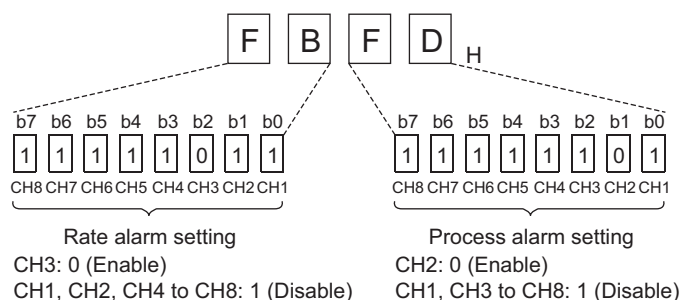 F B F D H
b7 b6 b5 b4 b3 b2 b1 b0 b7 b6 b5 b4 b3 b2 b1 b0
1 1 1 1 1 0 1 1 1 1 1 1 1 1 0 1
CH8 CH7 CH6 CH5 CH4 CH3 CH2 CH1 CH8 CH7 CH6 CH5 CH4 CH3 CH2 CH1
Rate alarm setting Process alarm setting
CH3: 0 (Enable) CH2: 0 (Enable)
CH1, CH2, CH4 to CH8: 1 (Disable) CH1, CH3 to CH8: 1 (Disable)